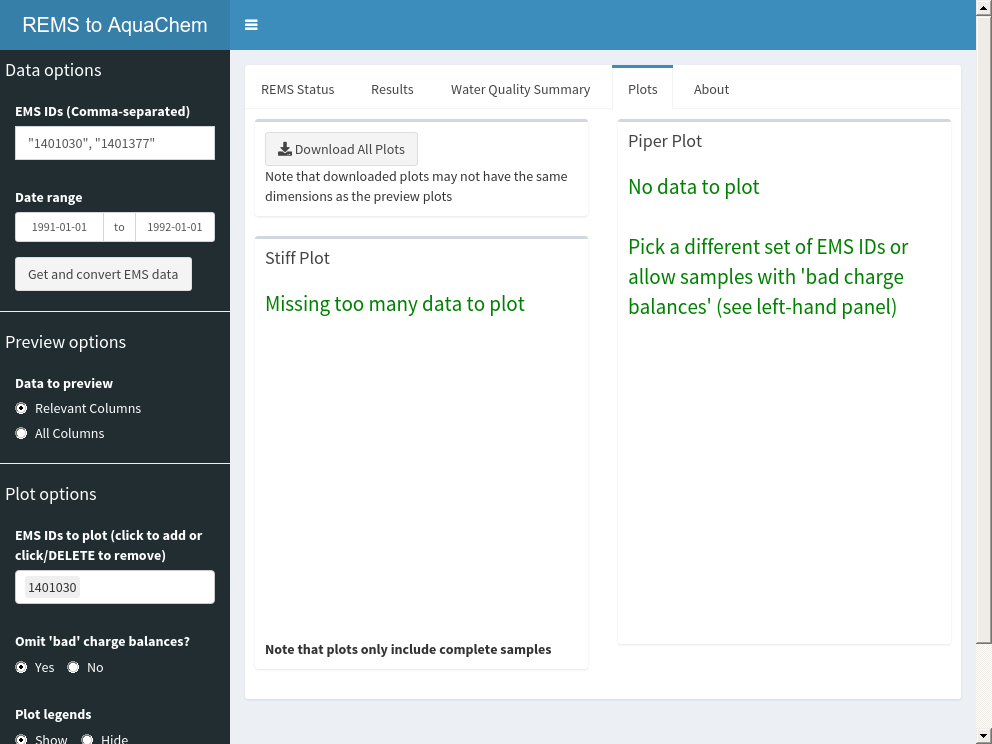 REMS to AquaChem
Data options
EMS IDs (Comma-separated)
"1401030", "1401377"
Date range
1991-01-01 to 1992-01-01
Get and convert EMS data
Preview options
Data to preview
Relevant Columns
All Columns
Plot options
EMS IDs to plot (click to add or
click/DELETE to remove)
1401030
Omit 'bad' charge balances?
Yes No
Plot legends
Show Hide
REMS Status Results Water Quality Summary Plots About
Download All Plots
Note that downloaded plots may not have the same
dimensions as the preview plots
Stiff Plot
Missing too many data to plot
Note that plots only include complete samples
Piper Plot
No data to plot
Pick a different set of EMS IDs or
allow samples with 'bad charge
balances' (see left-hand panel)